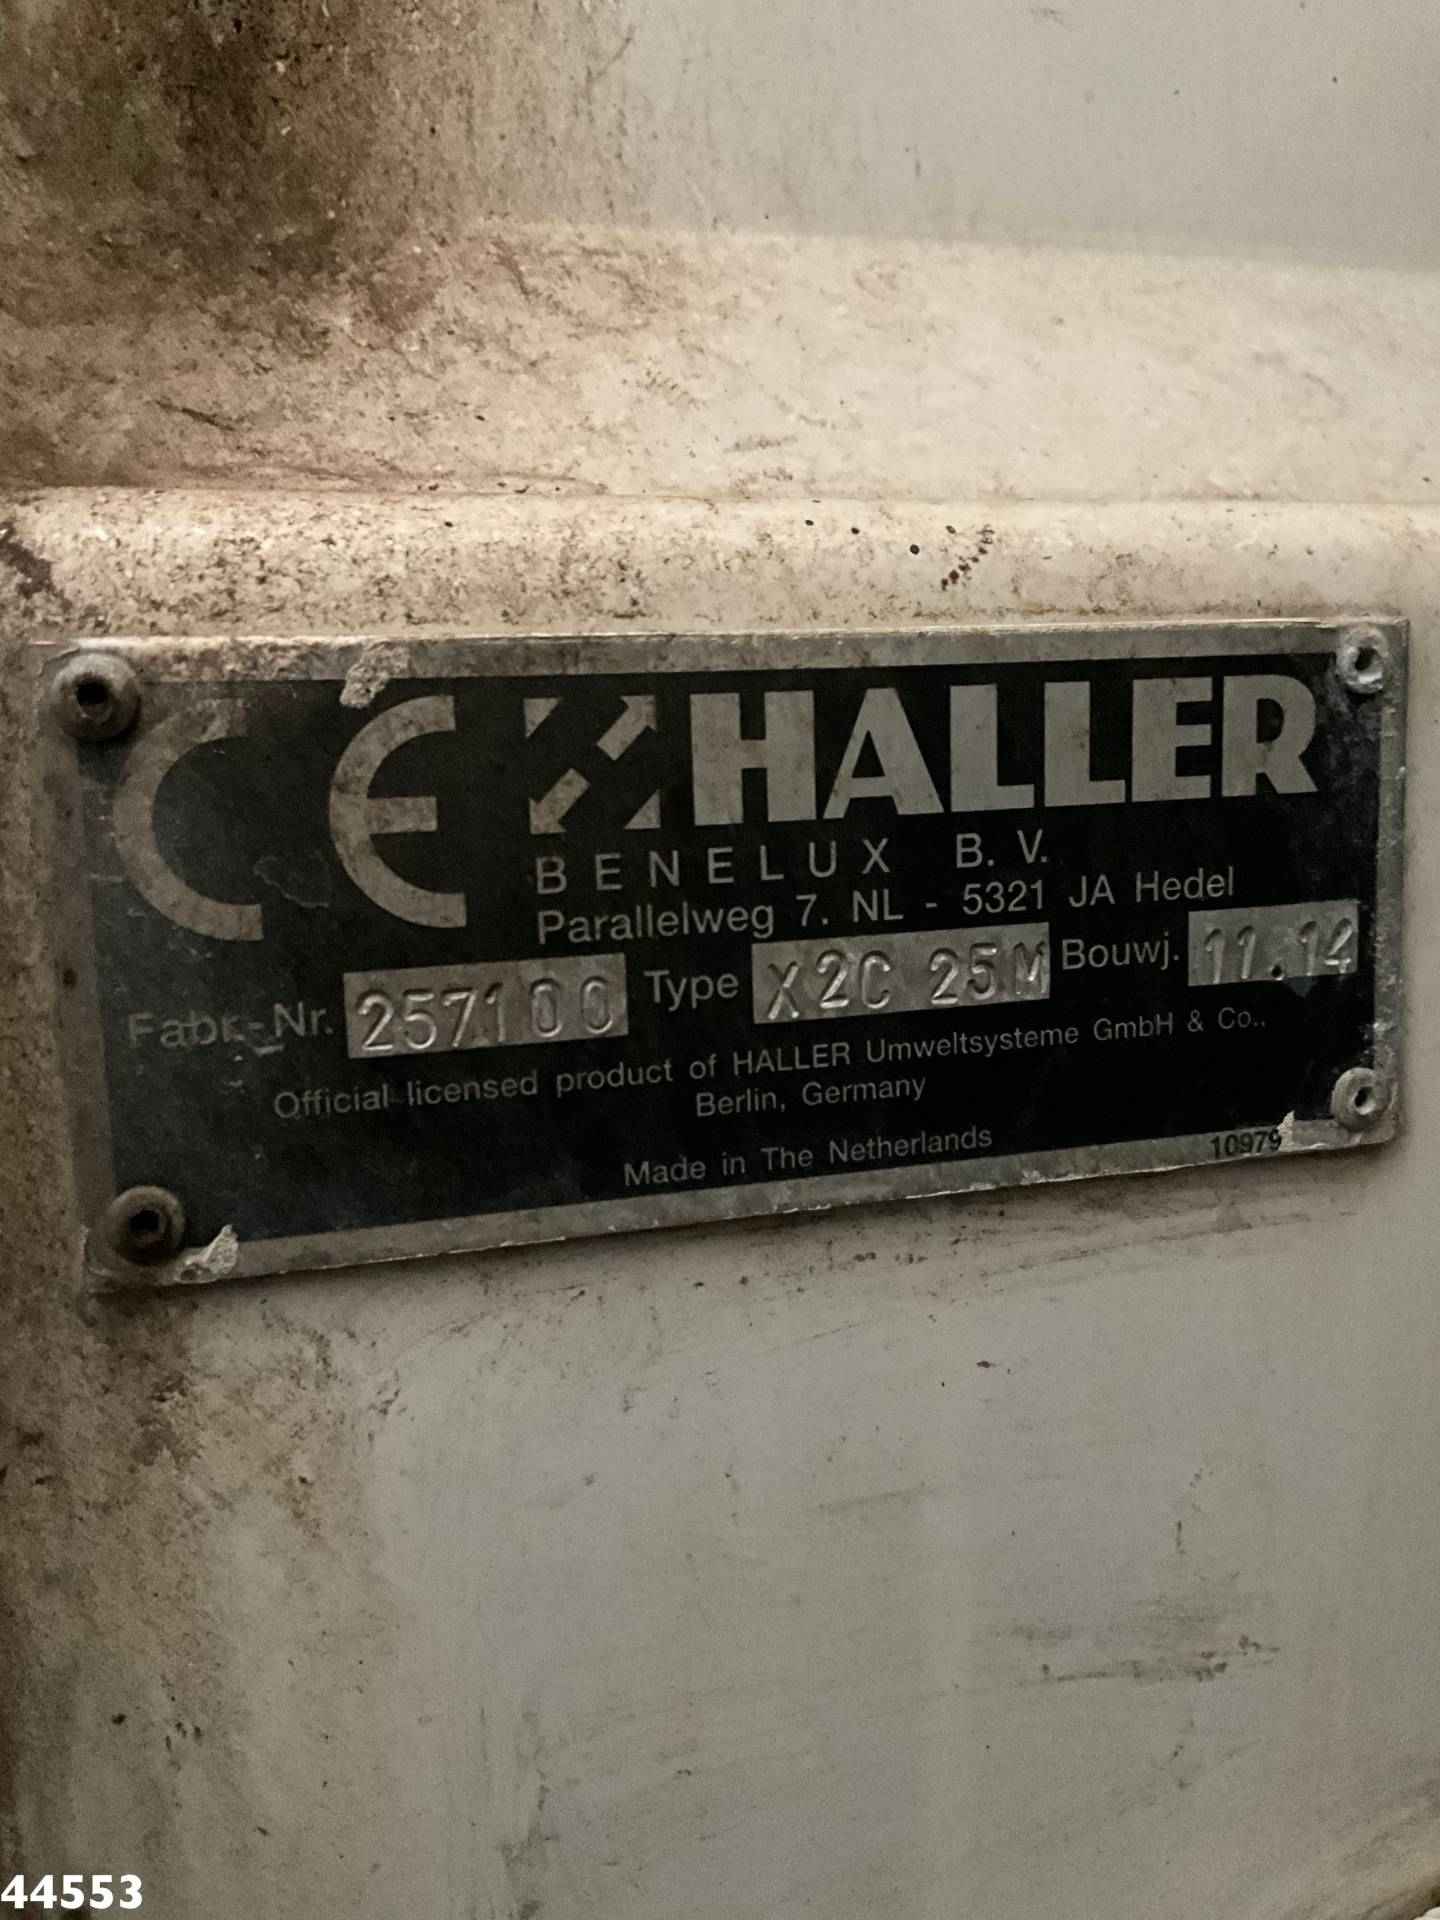 CE HALLER
BENELUX B.V.
Parallelweg 7. NL - 5321 JA Hedel
Fabr.-Nr. 257100 Type X2C 25M Bouwj. 11.14
Official licensed product of HALLER Umweltsysteme GmbH & Co.,
Berlin, Germany
Made in The Netherlands
10979
44553